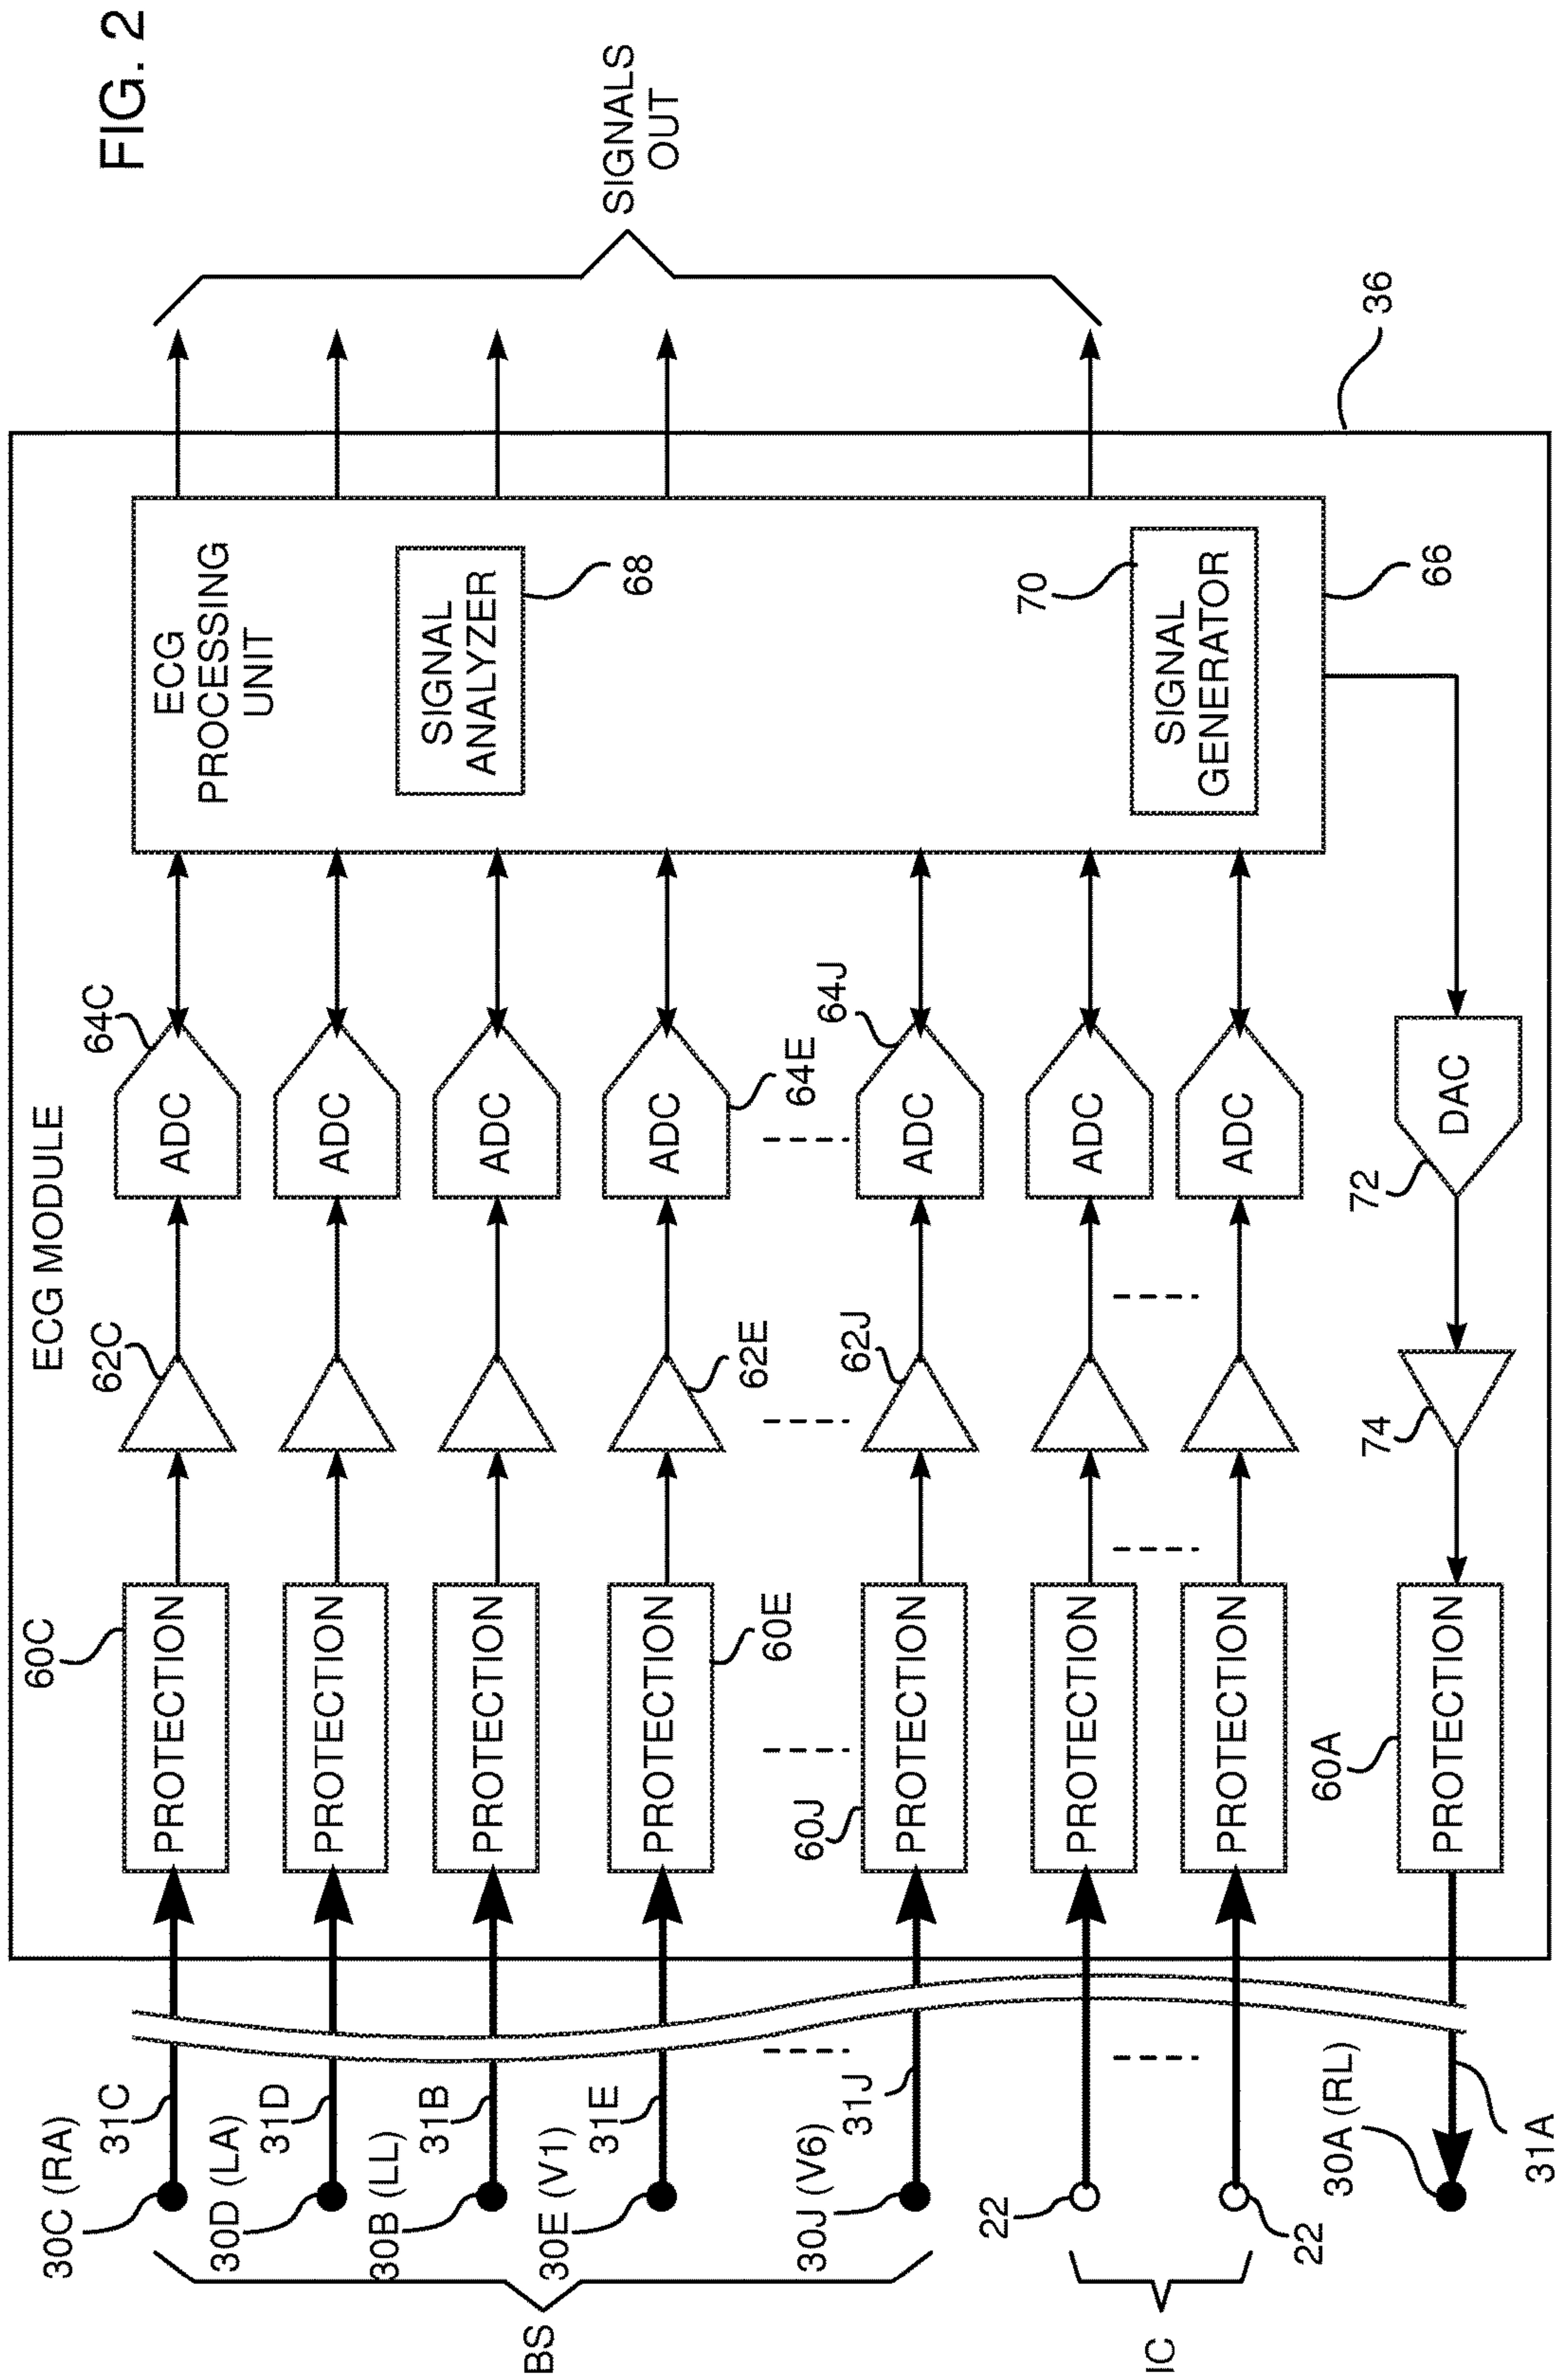 FIG. 2
ECG MODULE
36
SIGNALS
OUT
BS
IC
30C (RA)
31C
60C
PROTECTION
62C
64C
ADC
ECG
PROCESSING
UNIT
30D (LA)
31D
PROTECTION
ADC
30B (LL)
31B
PROTECTION
ADC
SIGNAL
ANALYZER
68
30E (V1)
31E
PROTECTION
60E
62E
ADC
64E
30J (V6)
31J
60J
PROTECTION
62J
64J
ADC
22
PROTECTION
ADC
70
SIGNAL
GENERATOR
22
PROTECTION
ADC
66
30A (RL)
31A
60A
PROTECTION
74
72
DAC